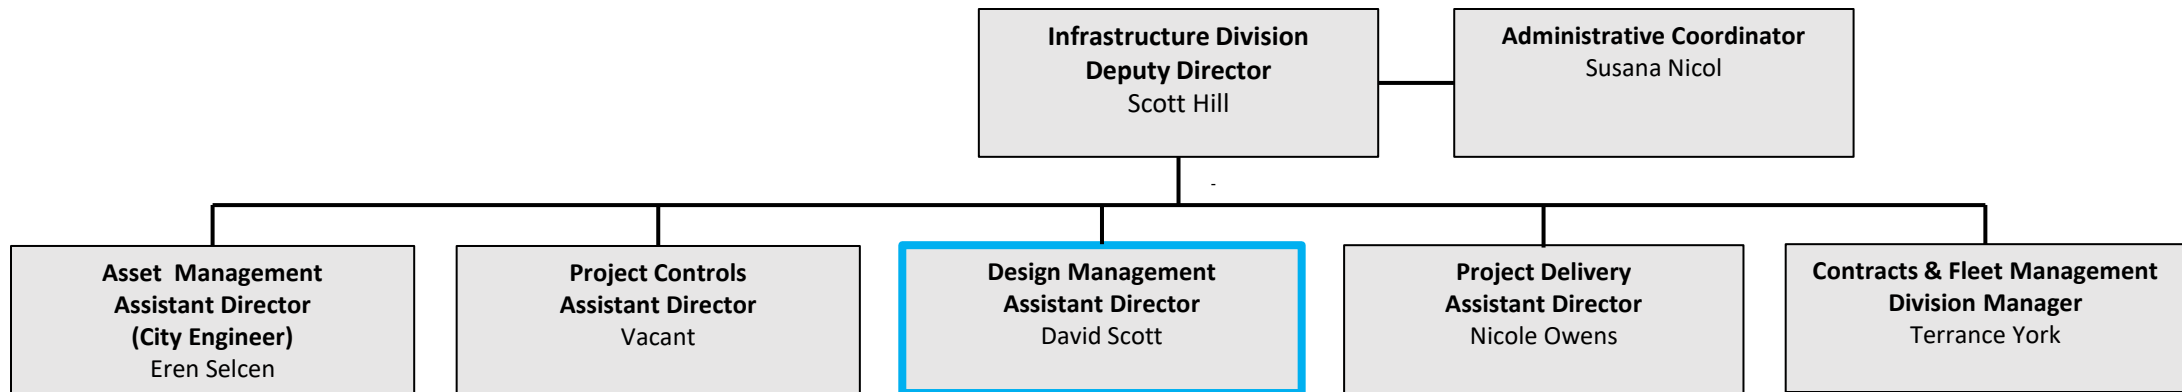 Infrastructure Division
Deputy Director
Scott Hill
Administrative Coordinator
Susana Nicol
-
Asset Management
Assistant Director
(City Engineer)
Eren Selcen
Project Controls
Assistant Director
Vacant
Design Management
Assistant Director
David Scott
Project Delivery
Assistant Director
Nicole Owens
Contracts & Fleet Management
Division Manager
Terrance York